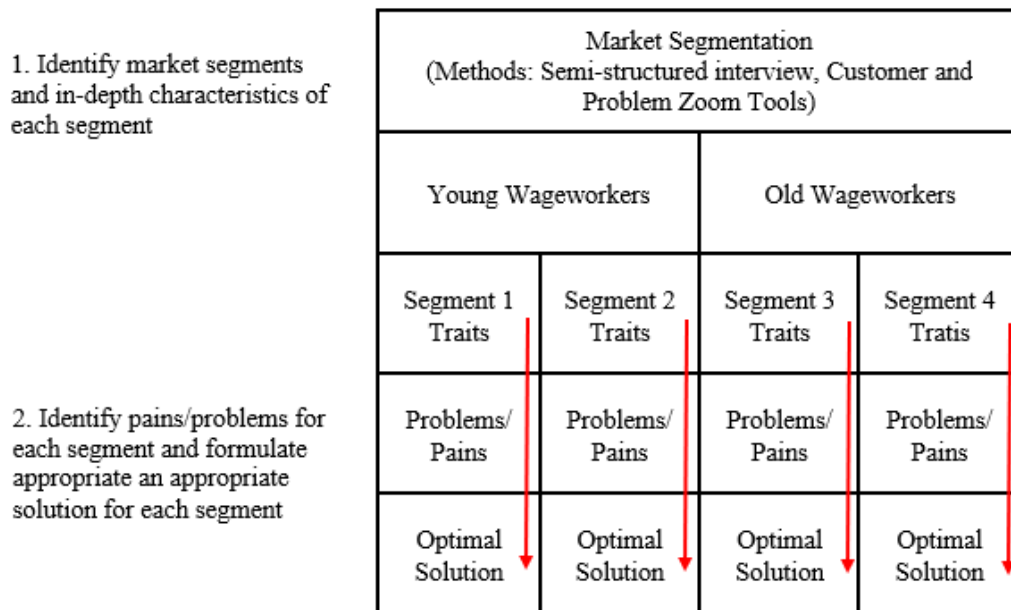 1. Identify market segments
and in-depth characteristics of
each segment
Market Segmentation
(Methods: Semi-structured interview, Customer and
Problem Zoom Tools)
Young Wageworkers
Old Wageworkers
Segment 1
Traits
Segment 2
Traits
Segment 3
Traits
Segment 4
Tratis
2. Identify pains/problems for
each segment and formulate
appropriate an appropriate
solution for each segment
Problems/
Pains
Problems/
Pains
Problems/
Pains
Problems/
Pains
Optimal
Solution
Optimal
Solution
Optimal
Solution
Optimal
Solution